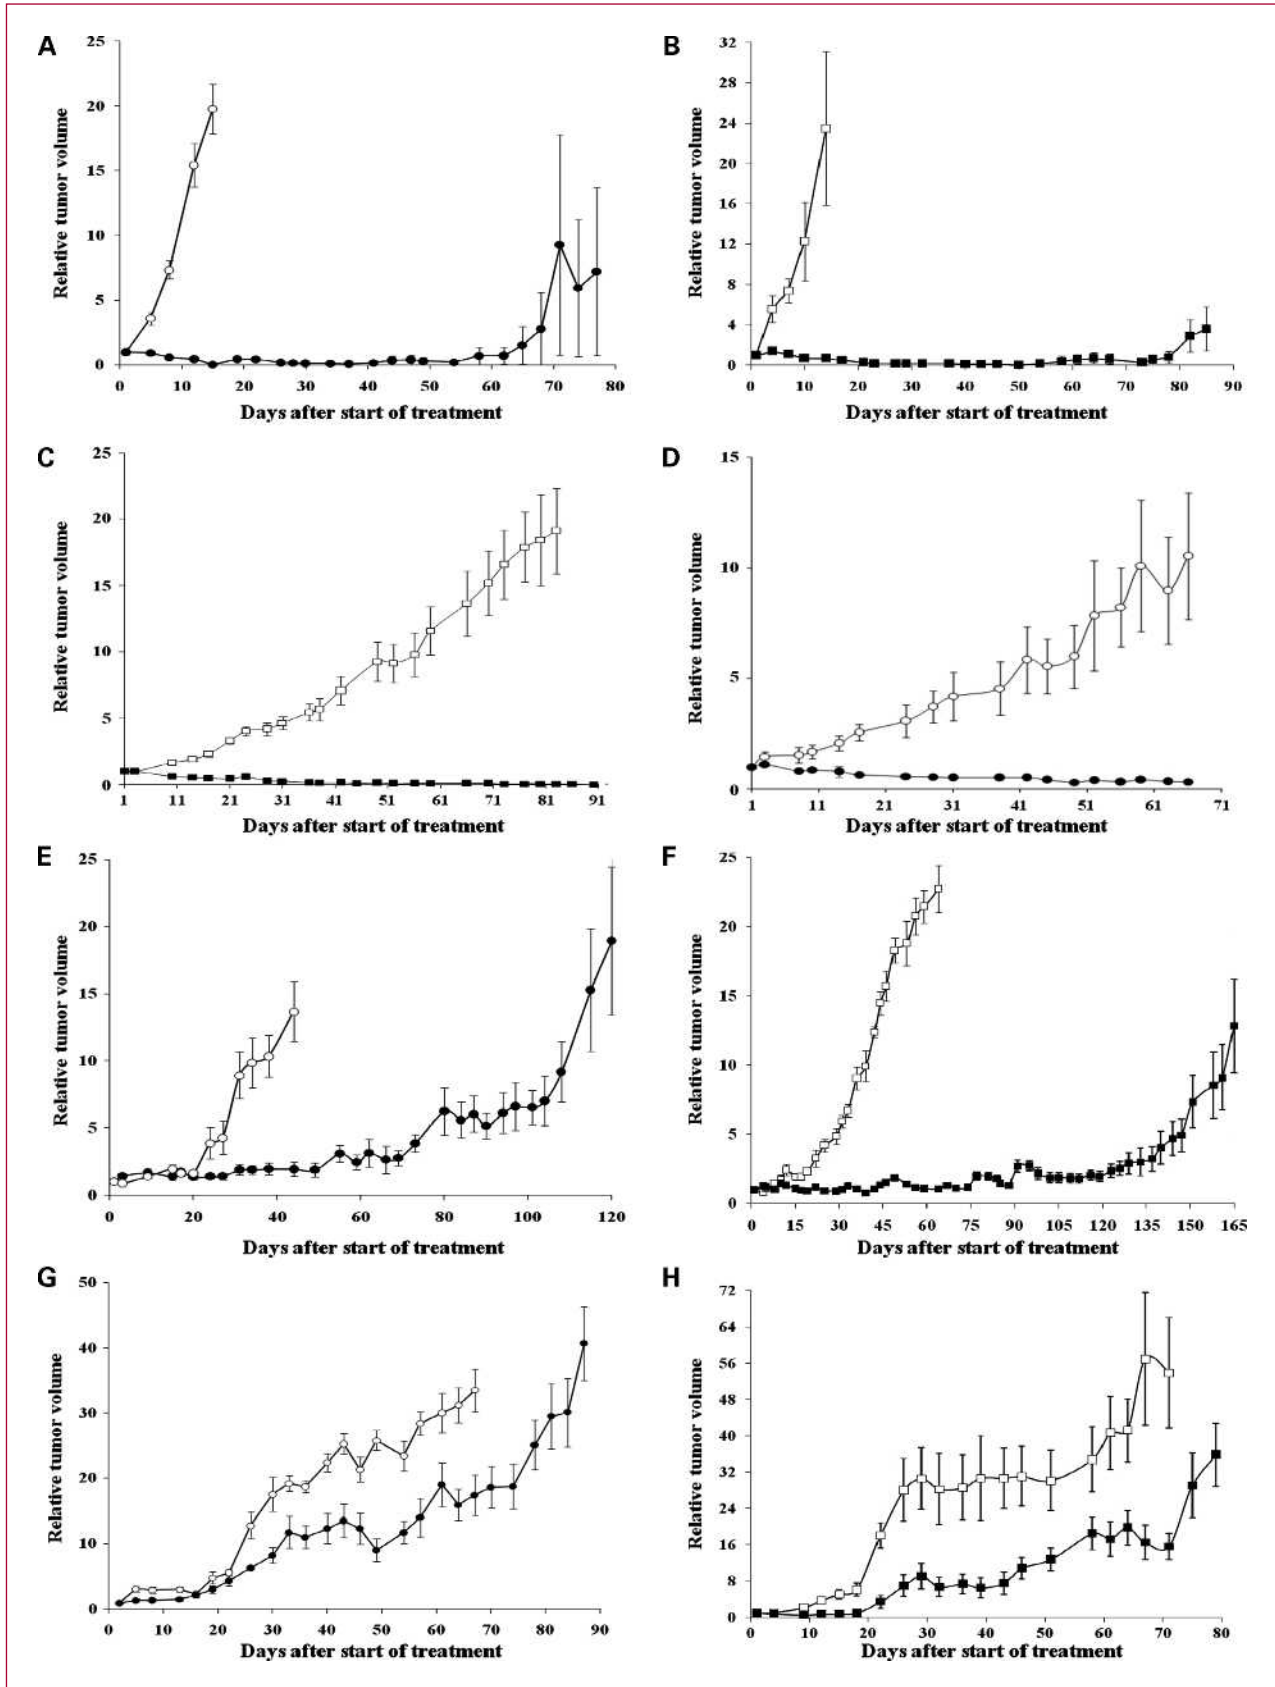 A
25
20
15
10
5
0
0 10 20 30 40 50 60 70 80
Relative tumor volume
Days after start of treatment
B
32
28
24
20
16
12
8
4
0
0 10 20 30 40 50 60 70 80 90
Relative tumor volume
Days after start of treatment
C
25
20
15
10
5
0
1 11 21 31 41 51 61 71 81 91
Relative tumor volume
Days after start of treatment
D
15
10
5
0
1 11 21 31 41 51 61 71
Relative tumor volume
Days after start of treatment
E
25
20
15
10
5
0
0 20 40 60 80 100 120
Relative tumor volume
Days after start of treatment
F
25
20
15
10
5
0
0 15 30 45 60 75 90 105 120 135 150 165
Relative tumor volume
Days after start of treatment
G
50
40
30
20
10
0
0 10 20 30 40 50 60 70 80 90
Relative tumor volume
Days after start of treatment
H
72
64
56
48
40
32
24
16
8
0
0 10 20 30 40 50 60 70 80
Relative tumor volume
Days after start of treatment